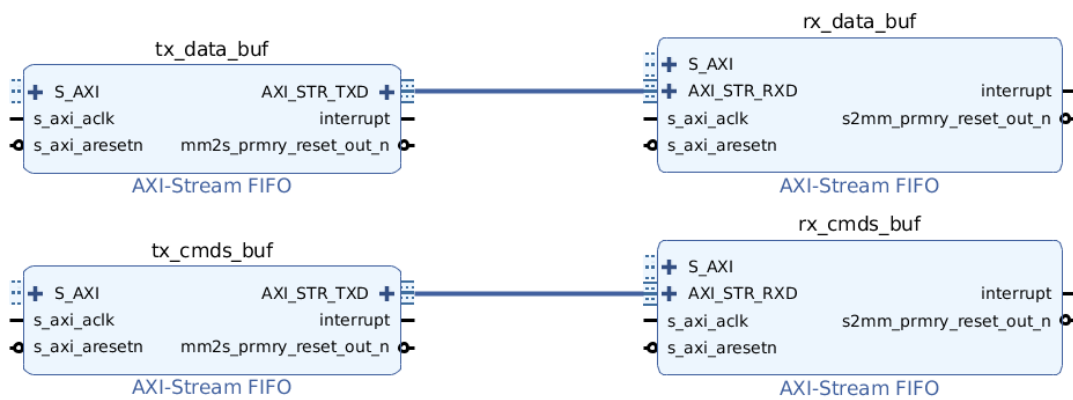 tx_data_buf
S_AXI
AXI_STR_TXD
s_axi_aclk
interrupt
s_axi_aresetn
mm2s_prmry_reset_out_n
AXI-Stream FIFO
rx_data_buf
S_AXI
AXI_STR_RXD
interrupt
s_axi_aclk
s2mm_prmry_reset_out_n
s_axi_aresetn
AXI-Stream FIFO
tx_cmds_buf
S_AXI
AXI_STR_TXD
s_axi_aclk
interrupt
s_axi_aresetn
mm2s_prmry_reset_out_n
AXI-Stream FIFO
rx_cmds_buf
S_AXI
AXI_STR_RXD
interrupt
s_axi_aclk
s2mm_prmry_reset_out_n
s_axi_aresetn
AXI-Stream FIFO